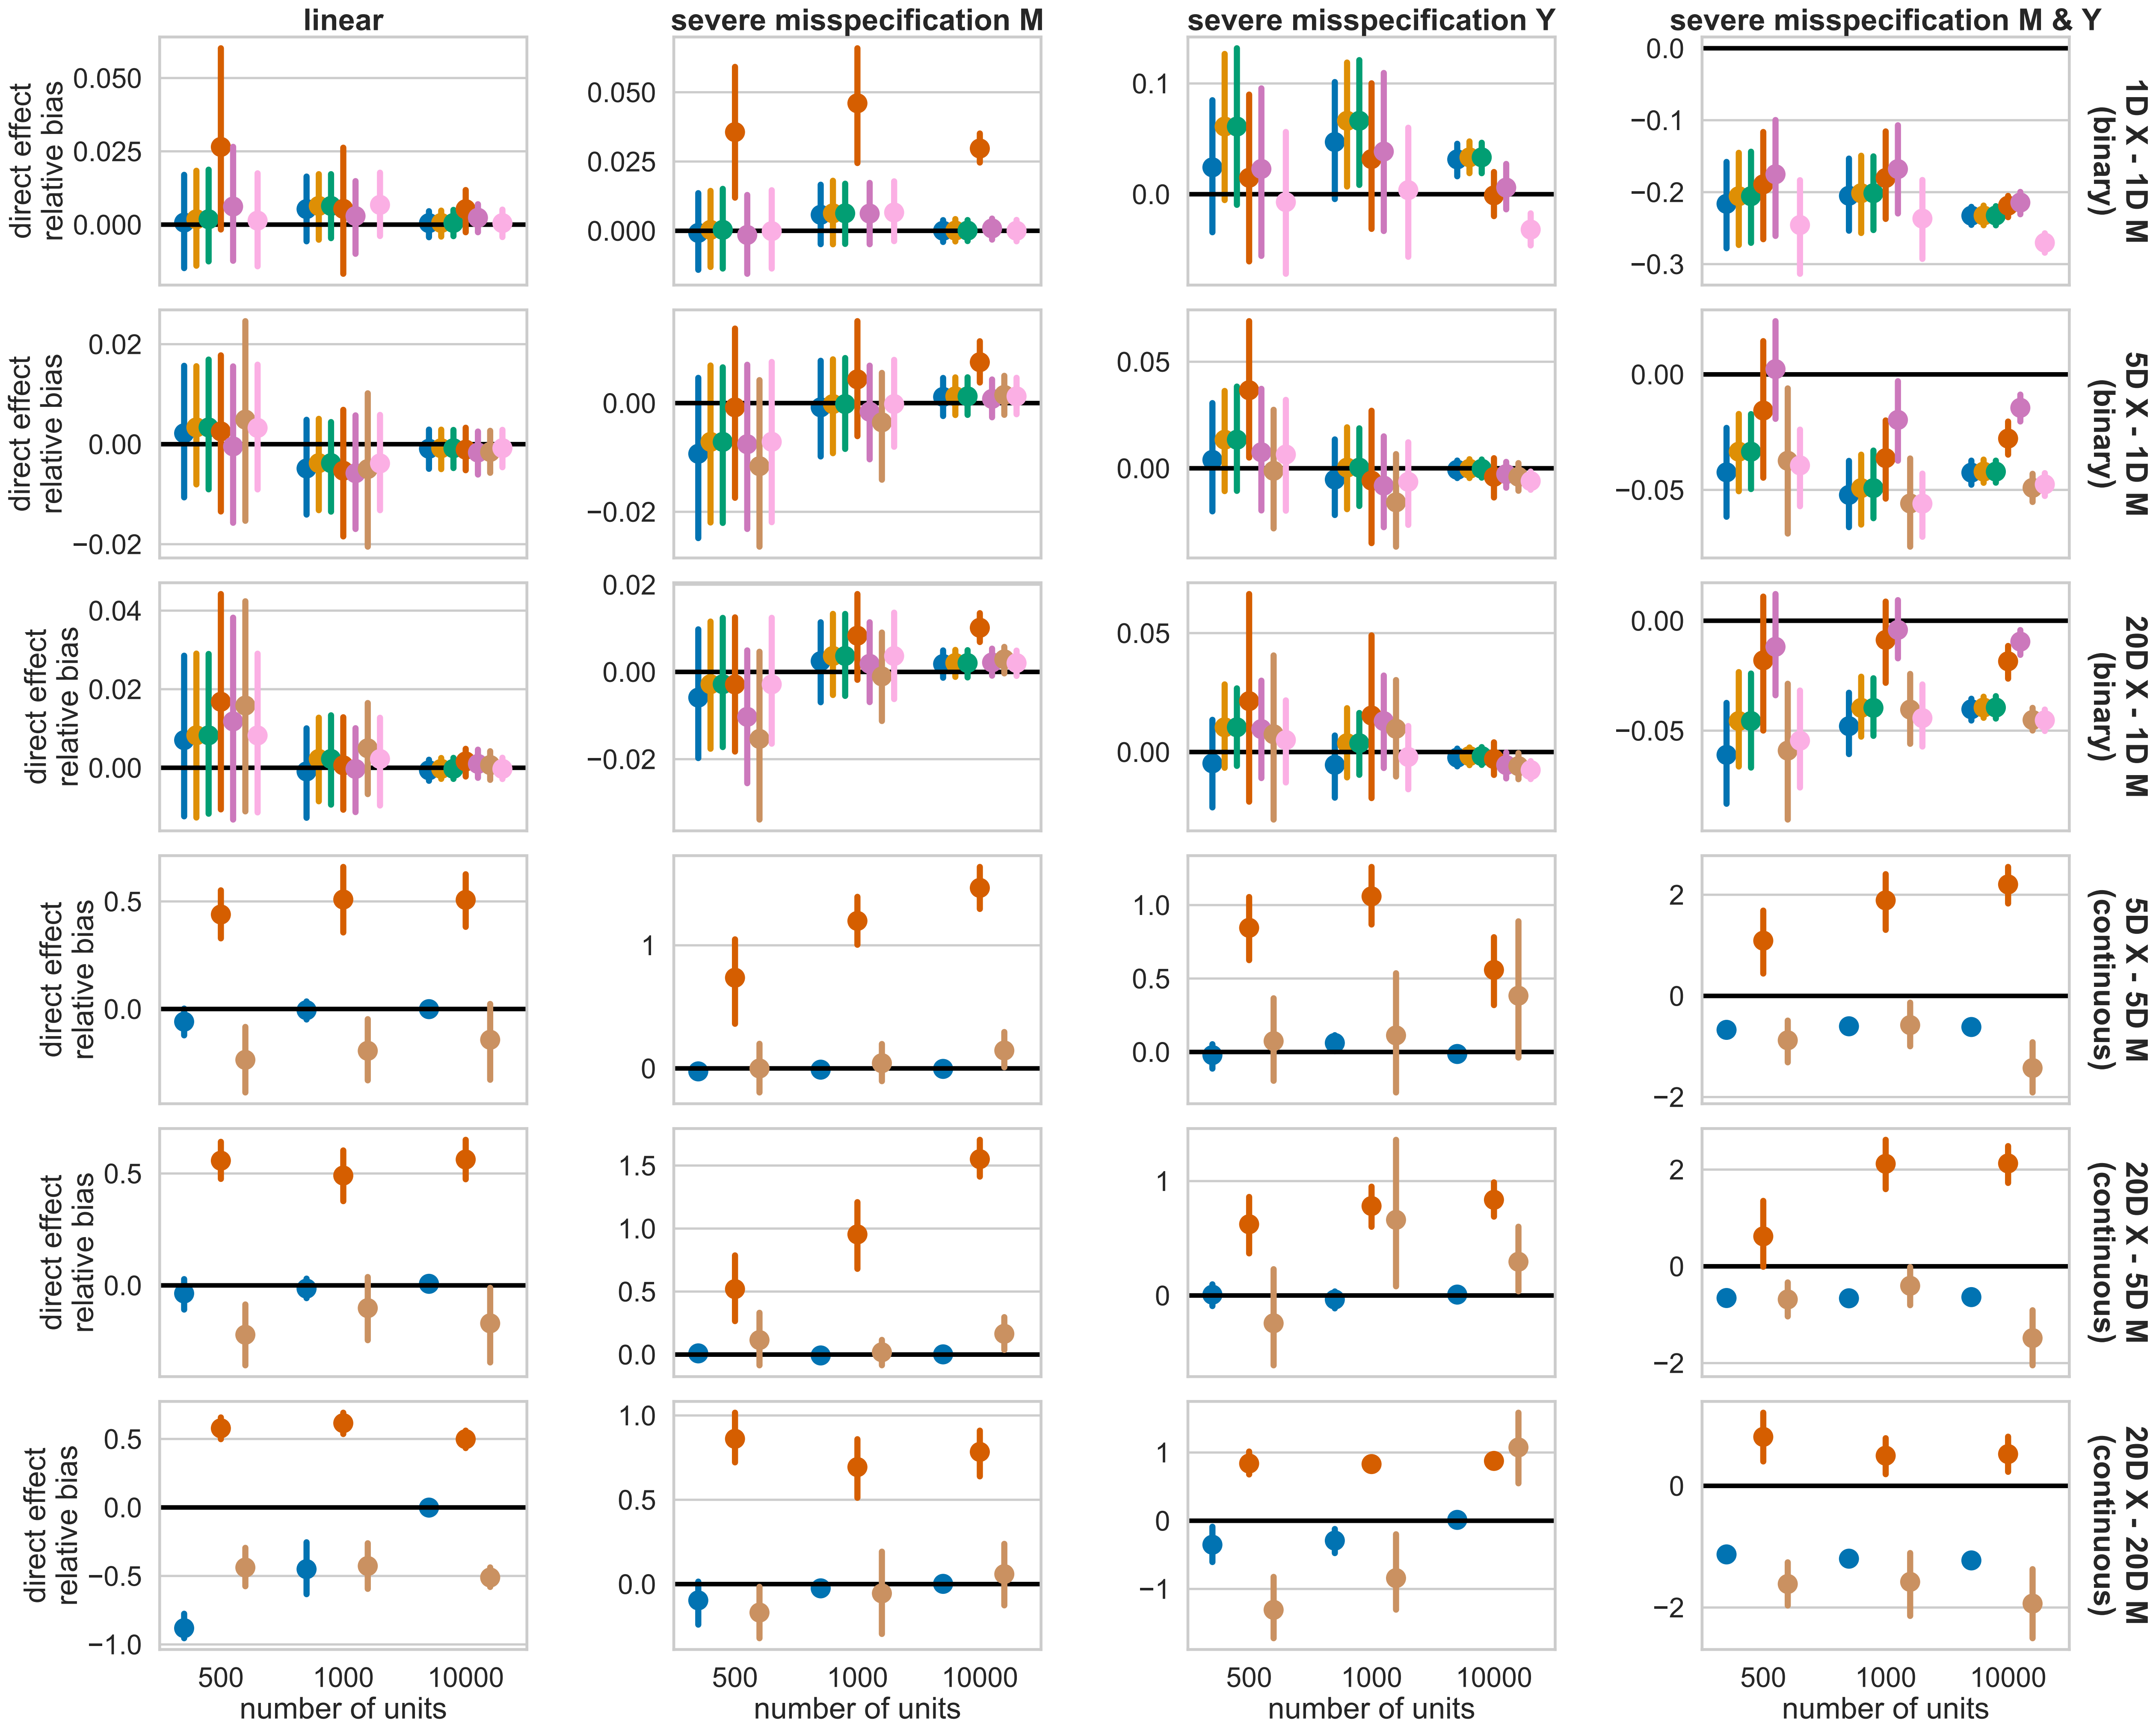 linear
severe misspecification M
severe misspecification Y
severe misspecification M & Y
direct effect
relative bias
0.050
0.025
0.000
0.050
0.025
0.000
0.1
0.0
0.0
−0.1
−0.2
−0.3
1D X - 1D M
(binary)
direct effect
relative bias
0.02
0.00
−0.02
0.00
−0.02
0.05
0.00
0.00
−0.05
5D X - 1D M
(binary)
direct effect
relative bias
0.04
0.02
0.00
0.02
0.00
−0.02
0.05
0.00
0.00
−0.05
20D X - 1D M
(binary)
direct effect
relative bias
0.5
0.0
1
0
1.0
0.5
0.0
2
0
−2
5D X - 5D M
(continuous)
direct effect
relative bias
0.5
0.0
1.5
1.0
0.5
0.0
1
0
2
0
−2
20D X - 5D M
(continuous)
direct effect
relative bias
0.5
0.0
−0.5
−1.0
1.0
0.5
0.0
1
0
−1
0
−2
20D X - 20D M
(continuous)
500 1000 10000
number of units
500 1000 10000
number of units
500 1000 10000
number of units
500 1000 10000
number of units